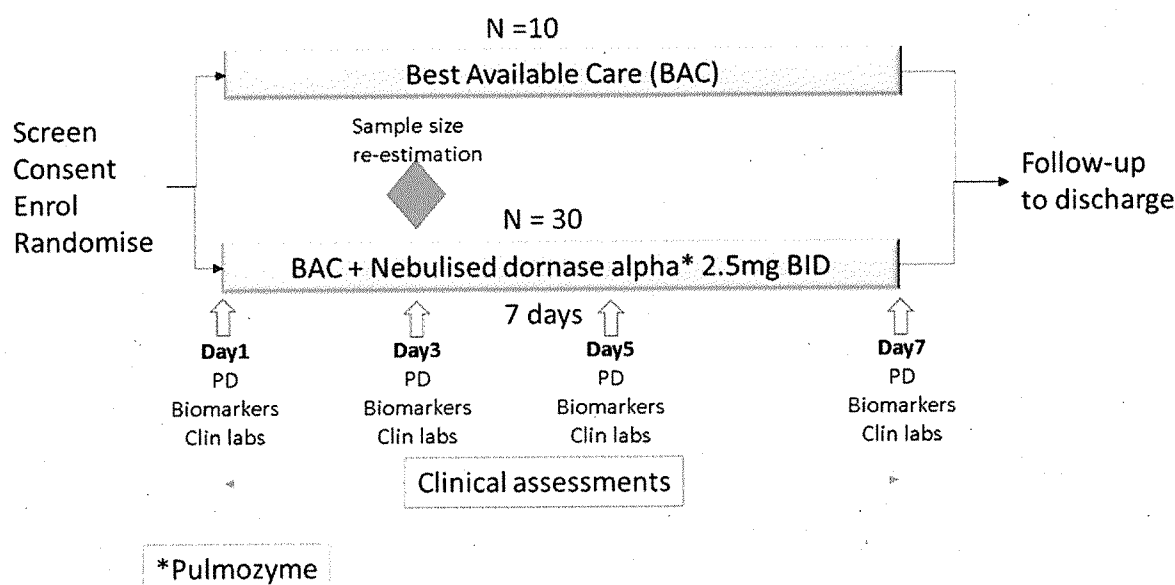 N =10
Best Available Care (BAC)
Screen
Consent
Enrol
Randomise
Sample size
re-estimation
N = 30
BAC + Nebulised dornase alpha* 2.5mg BID
Follow-up
to discharge
7 days
Day1
PD
Biomarkers
Clin labs
Day3
PD
Biomarkers
Clin labs
Day5
PD
Biomarkers
Clin labs
Day7
PD
Biomarkers
Clin labs
Clinical assessments
*Pulmozyme